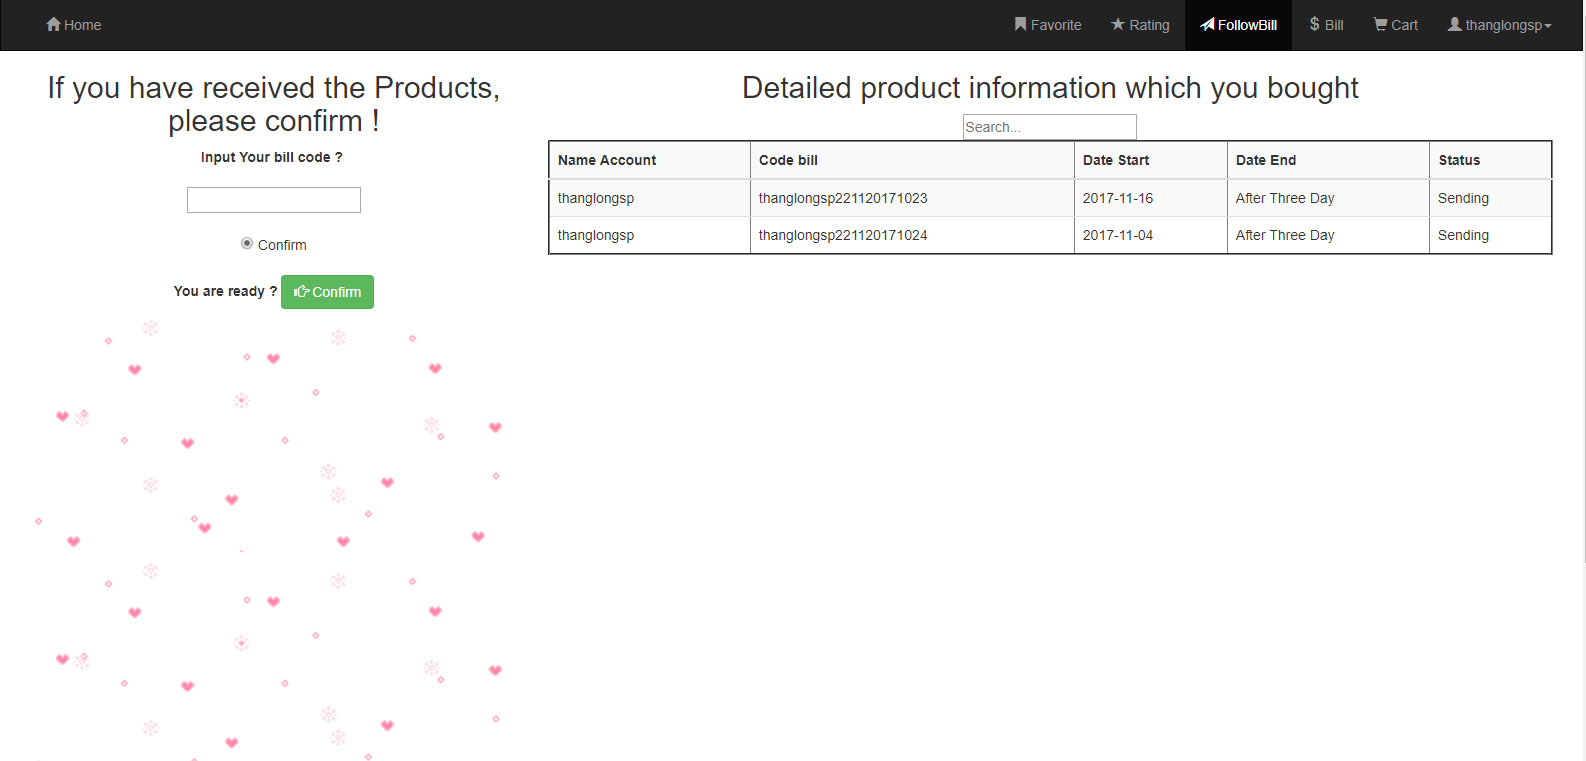 Home Favorite Rating FollowBill $ Bill Cart thanglongsp
If you have received the Products,
please confirm !
Input Your bill code ?
Confirm
You are ready ? Confirm
Detailed product information which you bought
Search...
Name Account Code bill Date Start Date End Status
thanglongsp thanglongsp221120171023 2017-11-16 After Three Day Sending
thanglongsp thanglongsp221120171024 2017-11-04 After Three Day Sending